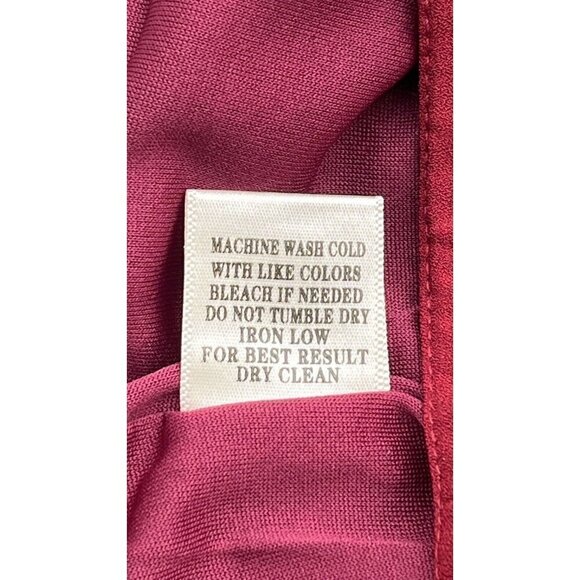 MACHINE WASH COLD
WITH LIKE COLORS
BLEACH IF NEEDED
DO NOT TUMBLE DRY
IRON LOW
FOR BEST RESULT
DRY CLEAN